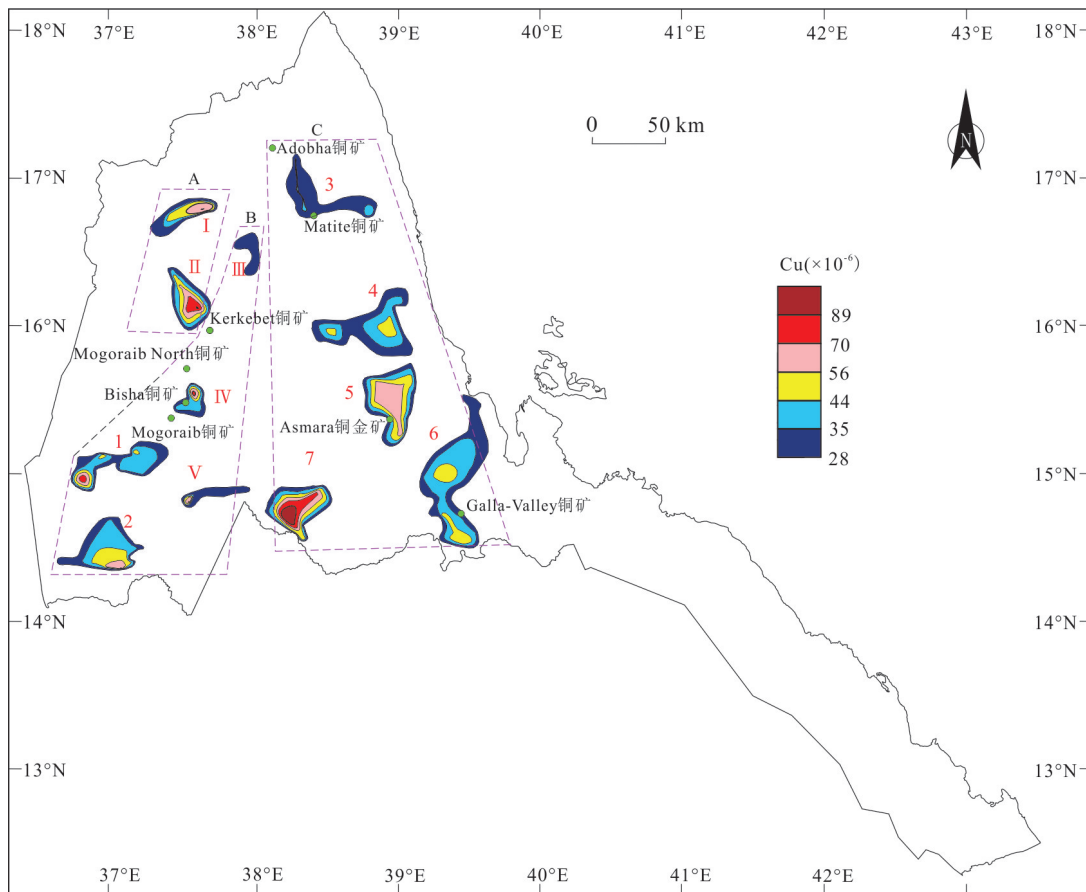 37°E 38°E 39°E 40°E 41°E 42°E 43°E
18°N 18°N
0 50 km
N
C
Adobha铜矿
17°N 17°N
A
3
B
I
Matite铜矿
II
III
Cu(×10⁻⁶)
4
89
Kerkebet铜矿
16°N 16°N
70
Mogoraib North铜矿
56
Bisha铜矿
IV
5
44
Mogoraib铜矿
Asmara铜金矿
35
6
1
28
V
7
15°N 15°N
Galla-Valley铜矿
2
14°N 14°N
13°N 13°N
37°E 38°E 39°E 40°E 41°E 42°E 43°E